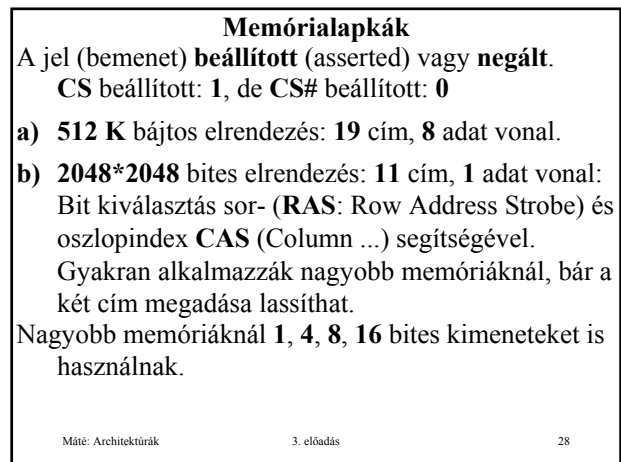 Memórialapkák
A jel (bemenet) beállított (asserted) vagy negált.
CS beállított: 1, de CS# beállított: 0
a) 512 K bájtos elrendezés: 19 cím, 8 adat vonal.
b) 2048*2048 bites elrendezés: 11 cím, 1 adat vonal:
Bit kiválasztás sor- (RAS: Row Address Strobe) és
oszlopindex CAS (Column ...) segítségével.
Gyakran alkalmazzák nagyobb memóriáknál, bár a
két cím megadása lassíthat.
Nagyobb memóriáknál 1, 4, 8, 16 bites kimeneteket is
használnak.
Máté: Architektúrák 3. előadás 28